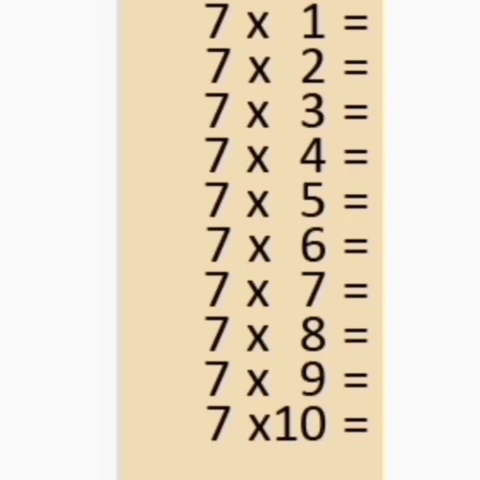 7 x 1 =
7 x 2 =
7 x 3 =
7 x 4 =
7 x 5 =
7 x 6 =
7 x 7 =
7 x 8 =
7 x 9 =
7 x10 =